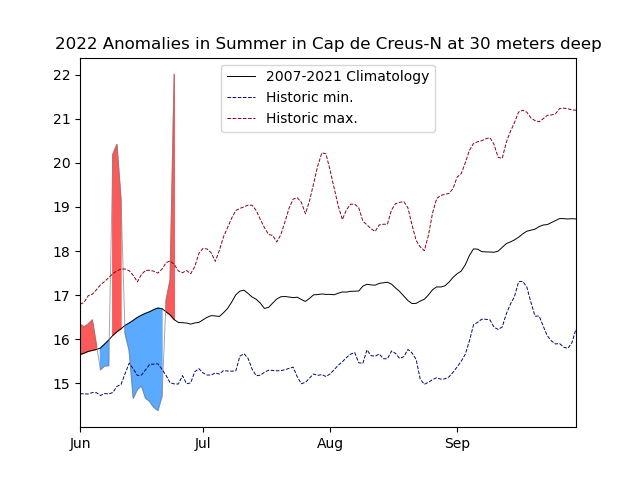 2022 Anomalies in Summer in Cap de Creus-N at 30 meters deep
2007-2021 Climatology
Historic min.
Historic max.
22
21
20
19
18
17
16
15
Jun Jul Aug Sep